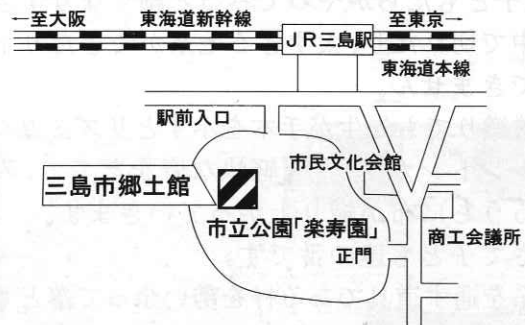 ←至大阪
東海道新幹線
至東京→
JR三島駅
東海道本線
駅前入口
市民文化会館
三島市郷土館
市立公園「楽寿園」
正門
商工会議所